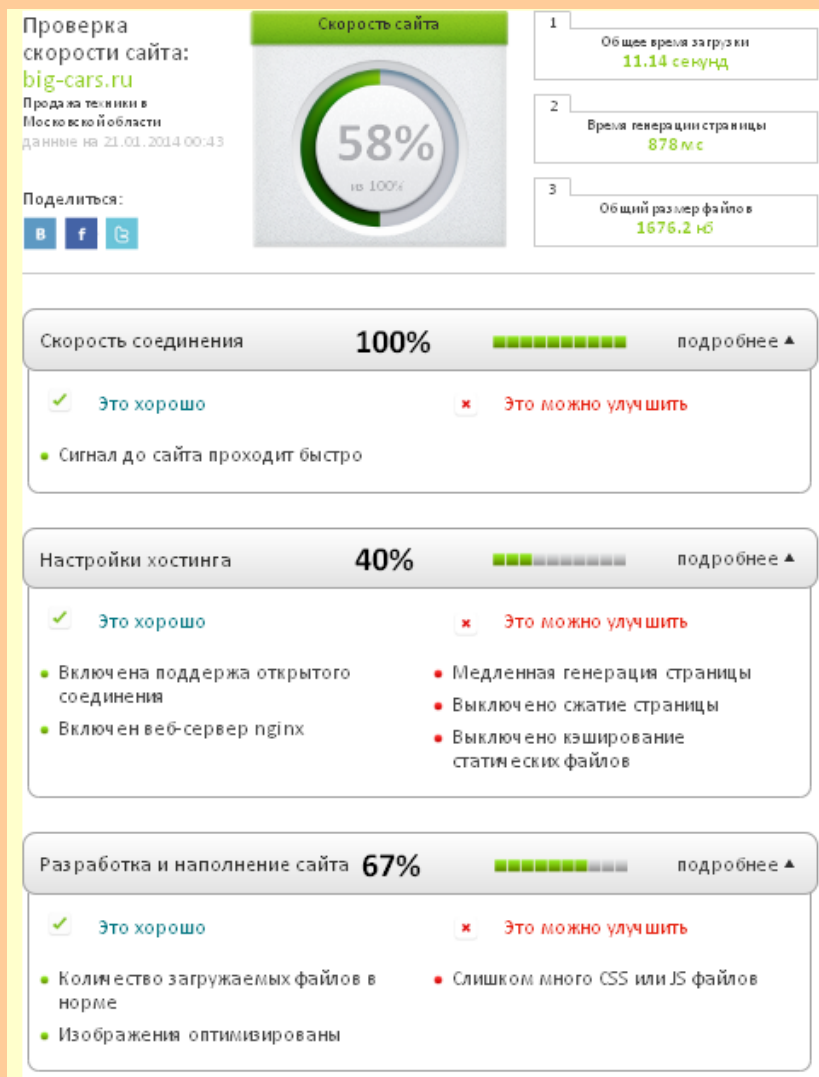 Проверка
скорости сайта:
big-cars.ru
Продажа техники в
Московской области
данные на 21.01.2014 00:43
Поделиться:
B f
Скорость сайта
58%
из 100%
1
Общее время загрузки
11.14 секунд
2
Время генерации страницы
878 мс
3
Общий размер файлов
1676.2 кб
Скорость соединения 100% подробнее
Это хорошо Это можно улучшить
Сигнал до сайта проходит быстро
Настройки хостинга 40% подробнее
Это хорошо Это можно улучшить
Включена поддержа открытого
соединения
Включен веб-сервер nginx
Медленная генерация страницы
Выключено сжатие страницы
Выключено кэширование
статических файлов
Разработка и наполнение сайта 67% подробнее
Это хорошо Это можно улучшить
Количество загружаемых файлов в
норме
Изображения оптимизированы
Слишком много CSS или JS файлов